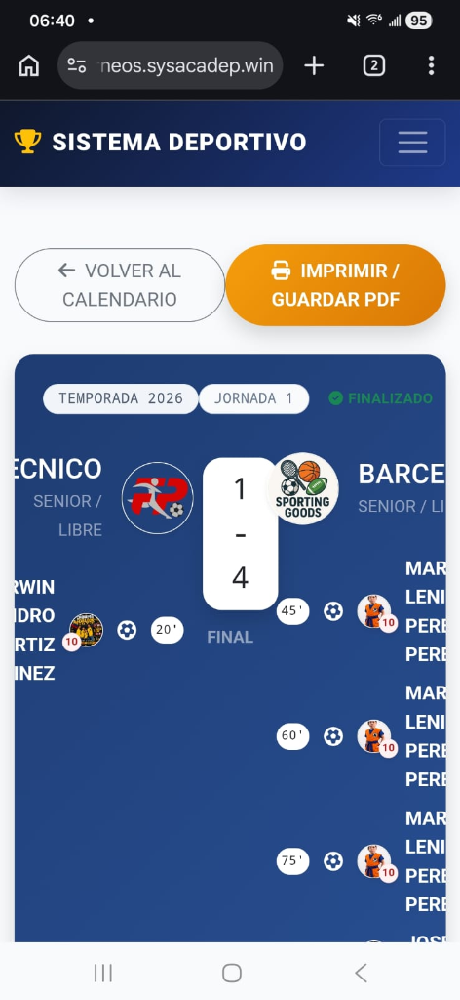 06:40
95
neos.sysacadep.win
2
SISTEMA DEPORTIVO
VOLVER AL
CALENDARIO
IMPRIMIR /
GUARDAR PDF
TEMPORADA 2026
JORNADA 1
FINALIZADO
ECNICO
SENIOR /
LIBRE
1
-
4
FINAL
SPORTING
GOODS
BARCE
SENIOR / LI
RWIN
NDRO
RTIZ
INEZ
10
20'
45'
10
MAR
LENI
PERE
PERE
60'
10
MAR
LENI
PERE
PERE
75'
10
MAR
LENI
PERE
PERE